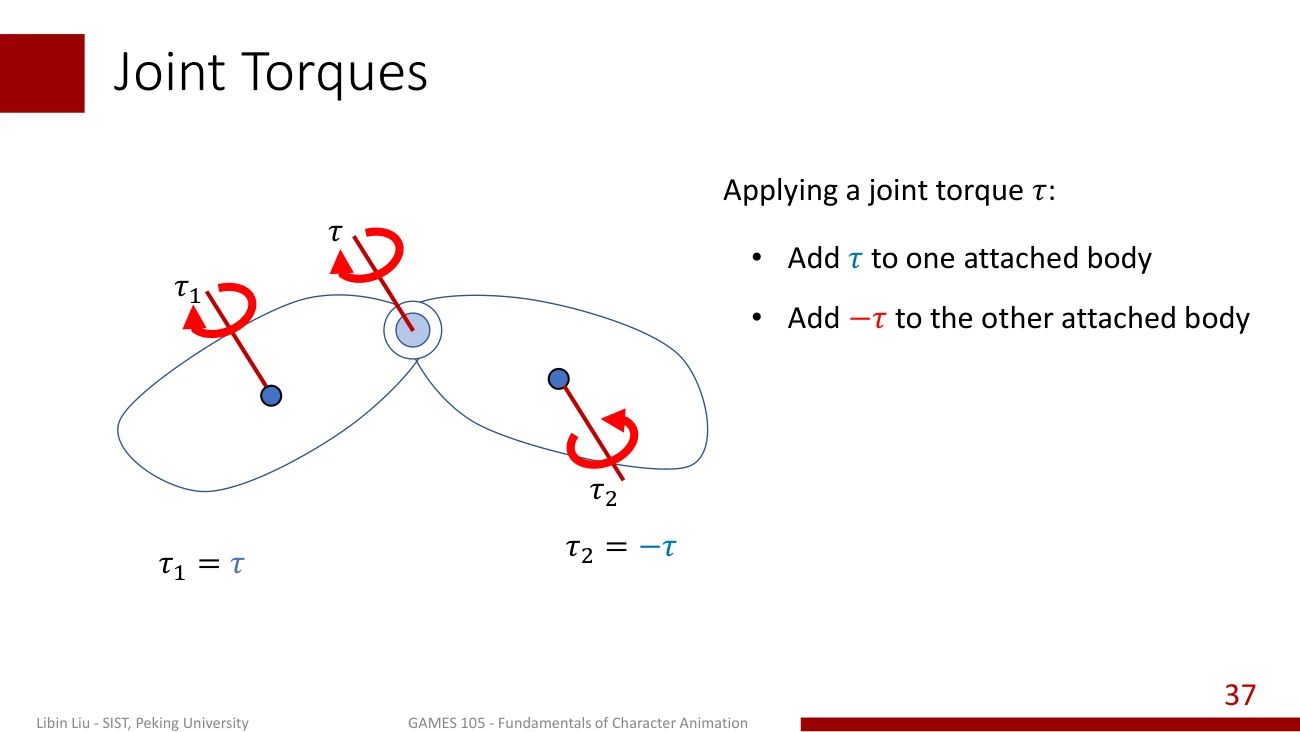 Joint Torques
Applying a joint torque 𝜏:
• Add 𝜏 to one attached body
• Add −𝜏 to the other attached body
𝜏
𝜏₁
𝜏₂
𝜏₁ = 𝜏
𝜏₂ = −𝜏
37
Libin Liu - SIST, Peking University
GAMES 105 - Fundamentals of Character Animation